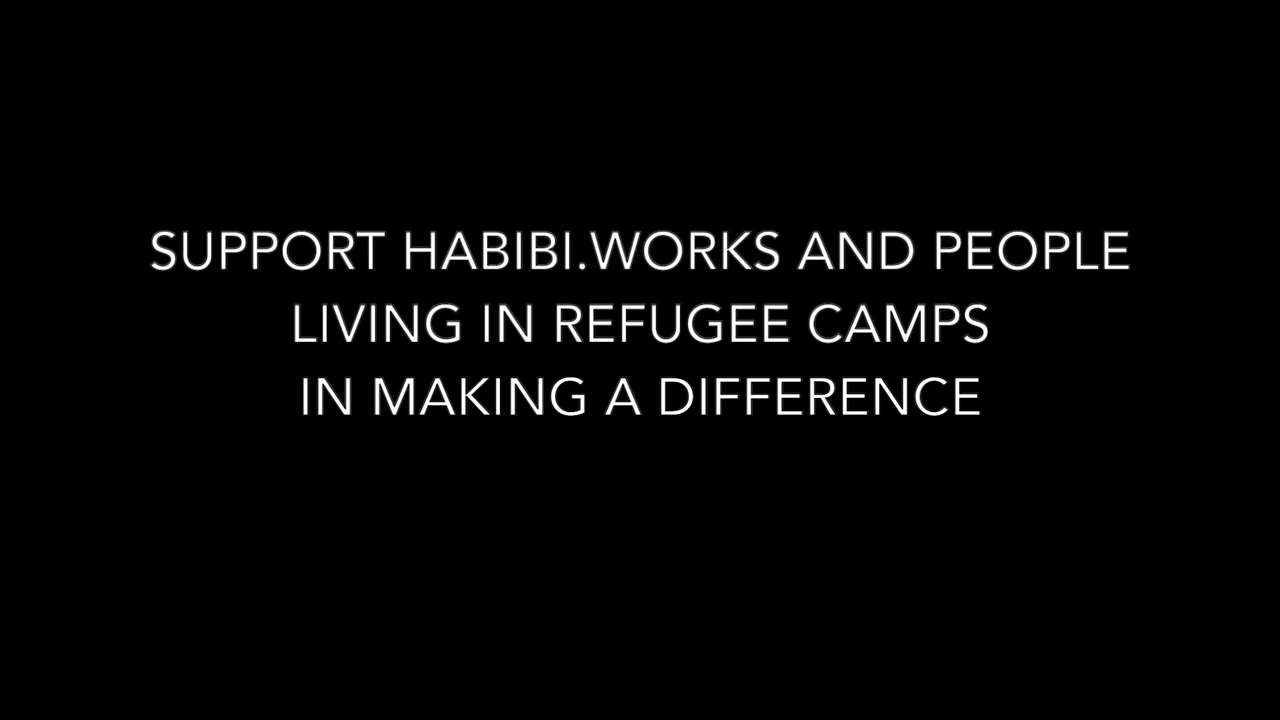 SUPPORT HABIBI.WORKS AND PEOPLE
LIVING IN REFUGEE CAMPS
IN MAKING A DIFFERENCE